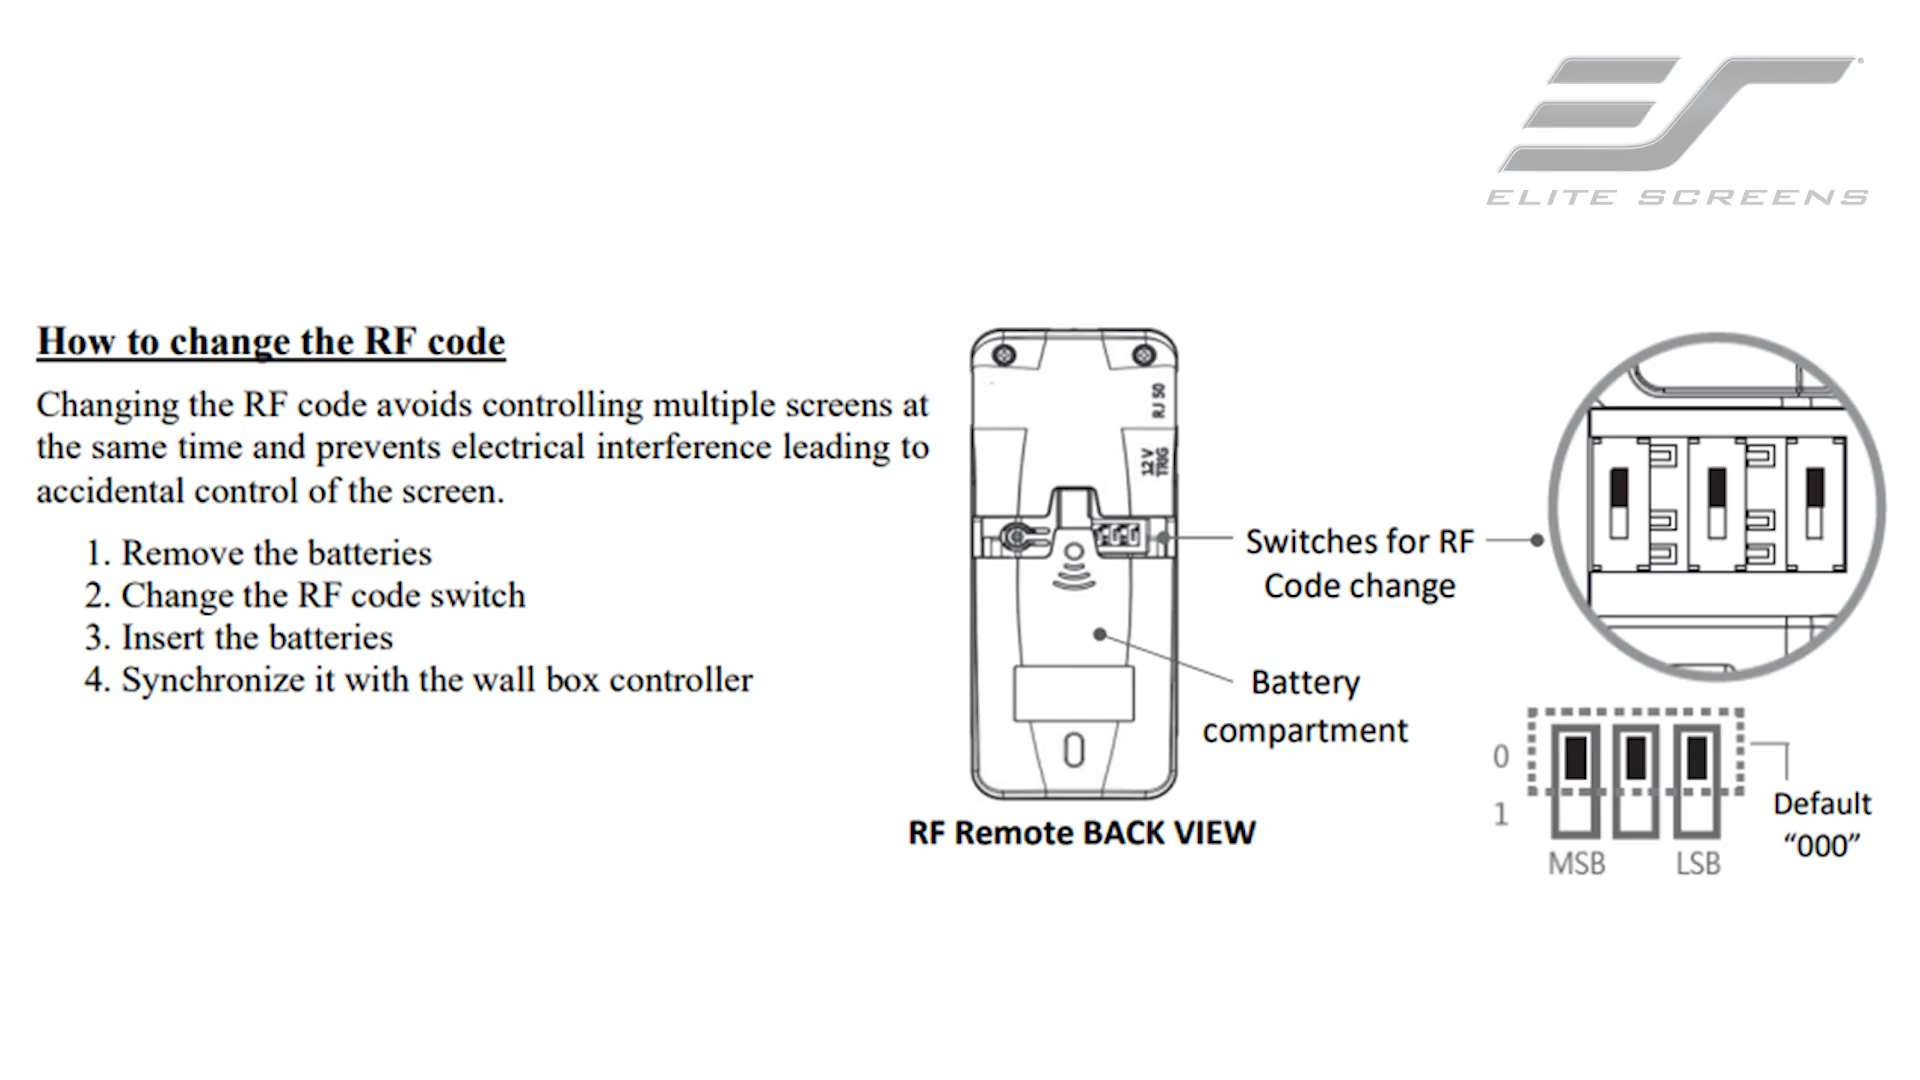 ELITE SCREENS
How to change the RF code
Changing the RF code avoids controlling multiple screens at
the same time and prevents electrical interference leading to
accidental control of the screen.
1. Remove the batteries
2. Change the RF code switch
3. Insert the batteries
4. Synchronize it with the wall box controller
RJ 50
12 V
TRIG
Switches for RF
Code change
Battery
compartment
RF Remote BACK VIEW
0
1
MSB
LSB
Default
“000”